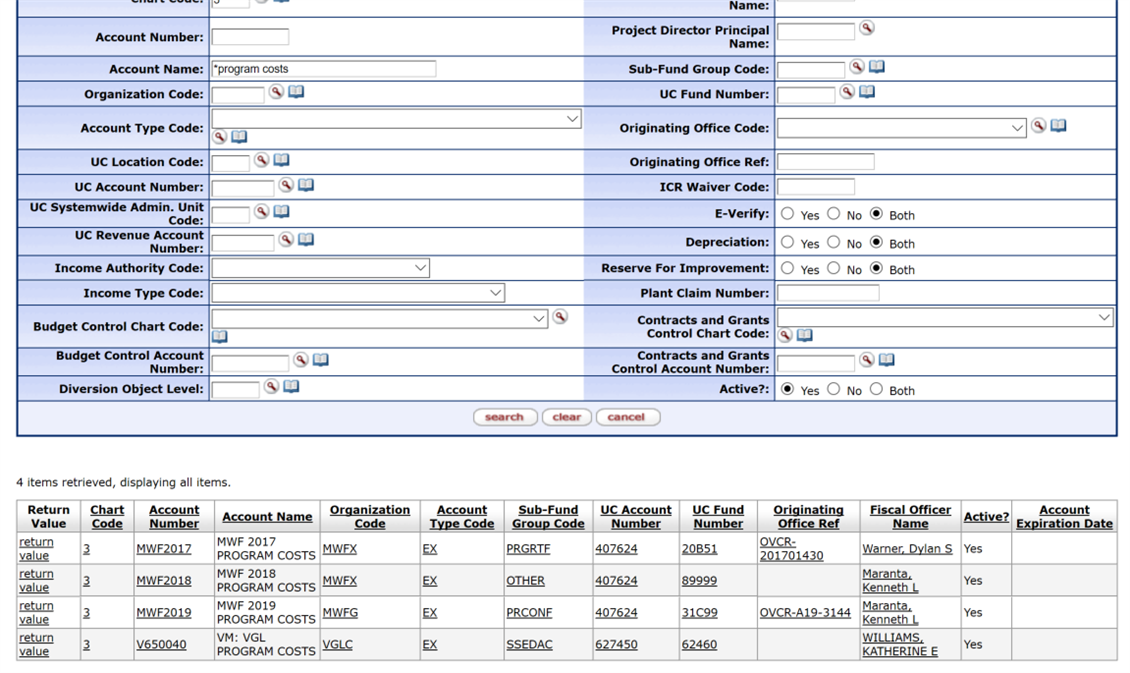 Chart Code: 3
Name:
Account Number:
Project Director Principal
Name:
Account Name: *program costs
Sub-Fund Group Code:
Organization Code:
UC Fund Number:
Account Type Code:
Originating Office Code:
UC Location Code:
Originating Office Ref:
UC Account Number:
ICR Waiver Code:
UC Systemwide Admin. Unit
Code:
E-Verify: Yes No Both
UC Revenue Account
Number:
Depreciation: Yes No Both
Income Authority Code:
Reserve For Improvement: Yes No Both
Income Type Code:
Plant Claim Number:
Budget Control Chart Code:
Contracts and Grants
Control Chart Code:
Budget Control Account
Number:
Contracts and Grants
Control Account Number:
Diversion Object Level:
Active?: Yes No Both
search clear cancel
4 items retrieved, displaying all items.
Return Value Chart Code Account Number Account Name Organization Code Account Type Code Sub-Fund Group Code UC Account Number UC Fund Number Originating Office Ref Fiscal Officer Name Active? Account Expiration Date
return value 3 MWF2017 MWF 2017 PROGRAM COSTS MWFX EX PRGRTF 407624 20B51 OVCR-201701430 Warner, Dylan S Yes
return value 3 MWF2018 MWF 2018 PROGRAM COSTS MWFX EX OTHER 407624 89999 Maranta, Kenneth L Yes
return value 3 MWF2019 MWF 2019 PROGRAM COSTS MWFG EX PRCONF 407624 31C99 OVCR-A19-3144 Maranta, Kenneth L Yes
return value 3 V650040 VM: VGL PROGRAM COSTS VGLC EX SSEDAC 627450 62460 WILLIAMS, KATHERINE E Yes